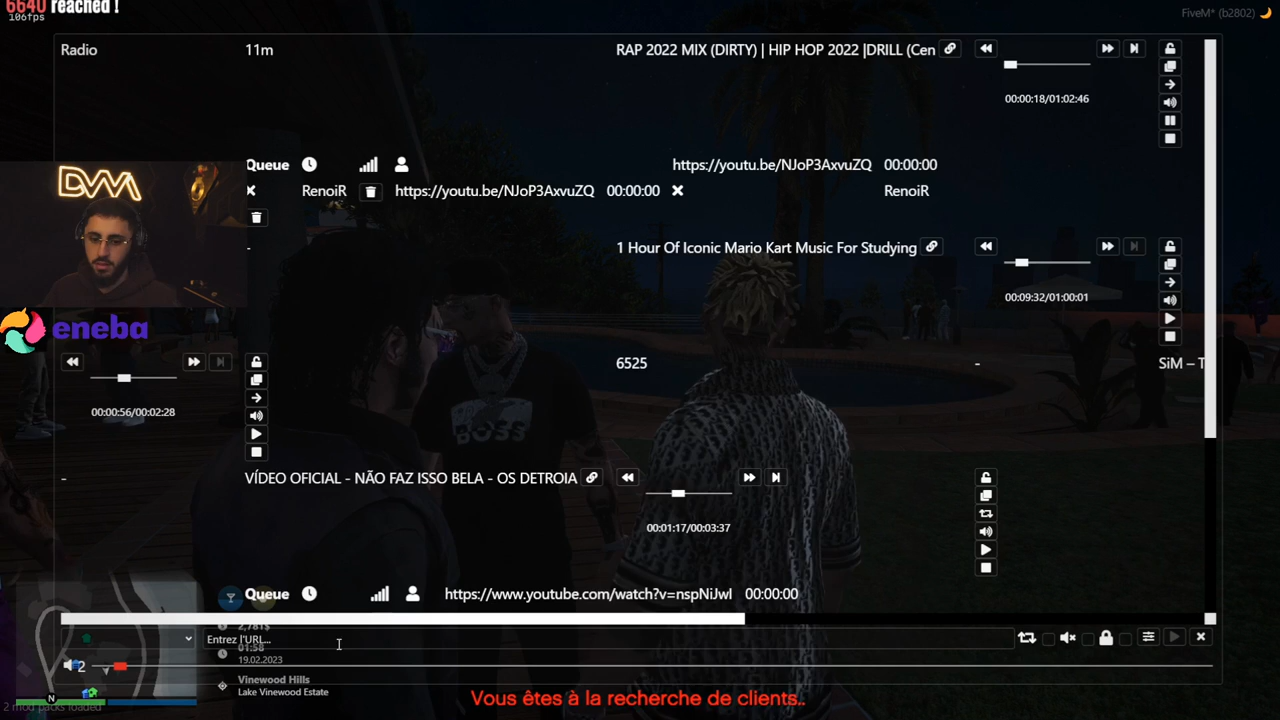 6640 reached !
106fps
FiveM* (b2802)
Radio 11m RAP 2022 MIX (DIRTY) | HIP HOP 2022 |DRILL (Cen
00:00:18/01:02:46
Queue https://youtu.be/NJoP3AxvuZQ 00:00:00
RenoiR https://youtu.be/NJoP3AxvuZQ 00:00:00 RenoiR
DVM
- 1 Hour Of Iconic Mario Kart Music For Studying
00:09:32/01:00:01
eneba
6525 - SiM – T
00:00:56/00:02:28
BOSS
- VÍDEO OFICIAL - NÃO FAZ ISSO BELA - OS DETROIA
00:01:17/00:03:37
Queue https://www.youtube.com/watch?v=nspNiJwI 00:00:00
2,781$
Entrez l'URL...
01:58
19.02.2023
2
Vinewood Hills
Lake Vinewood Estate
N
2 mod packs loaded
Vous êtes à la recherche de clients..